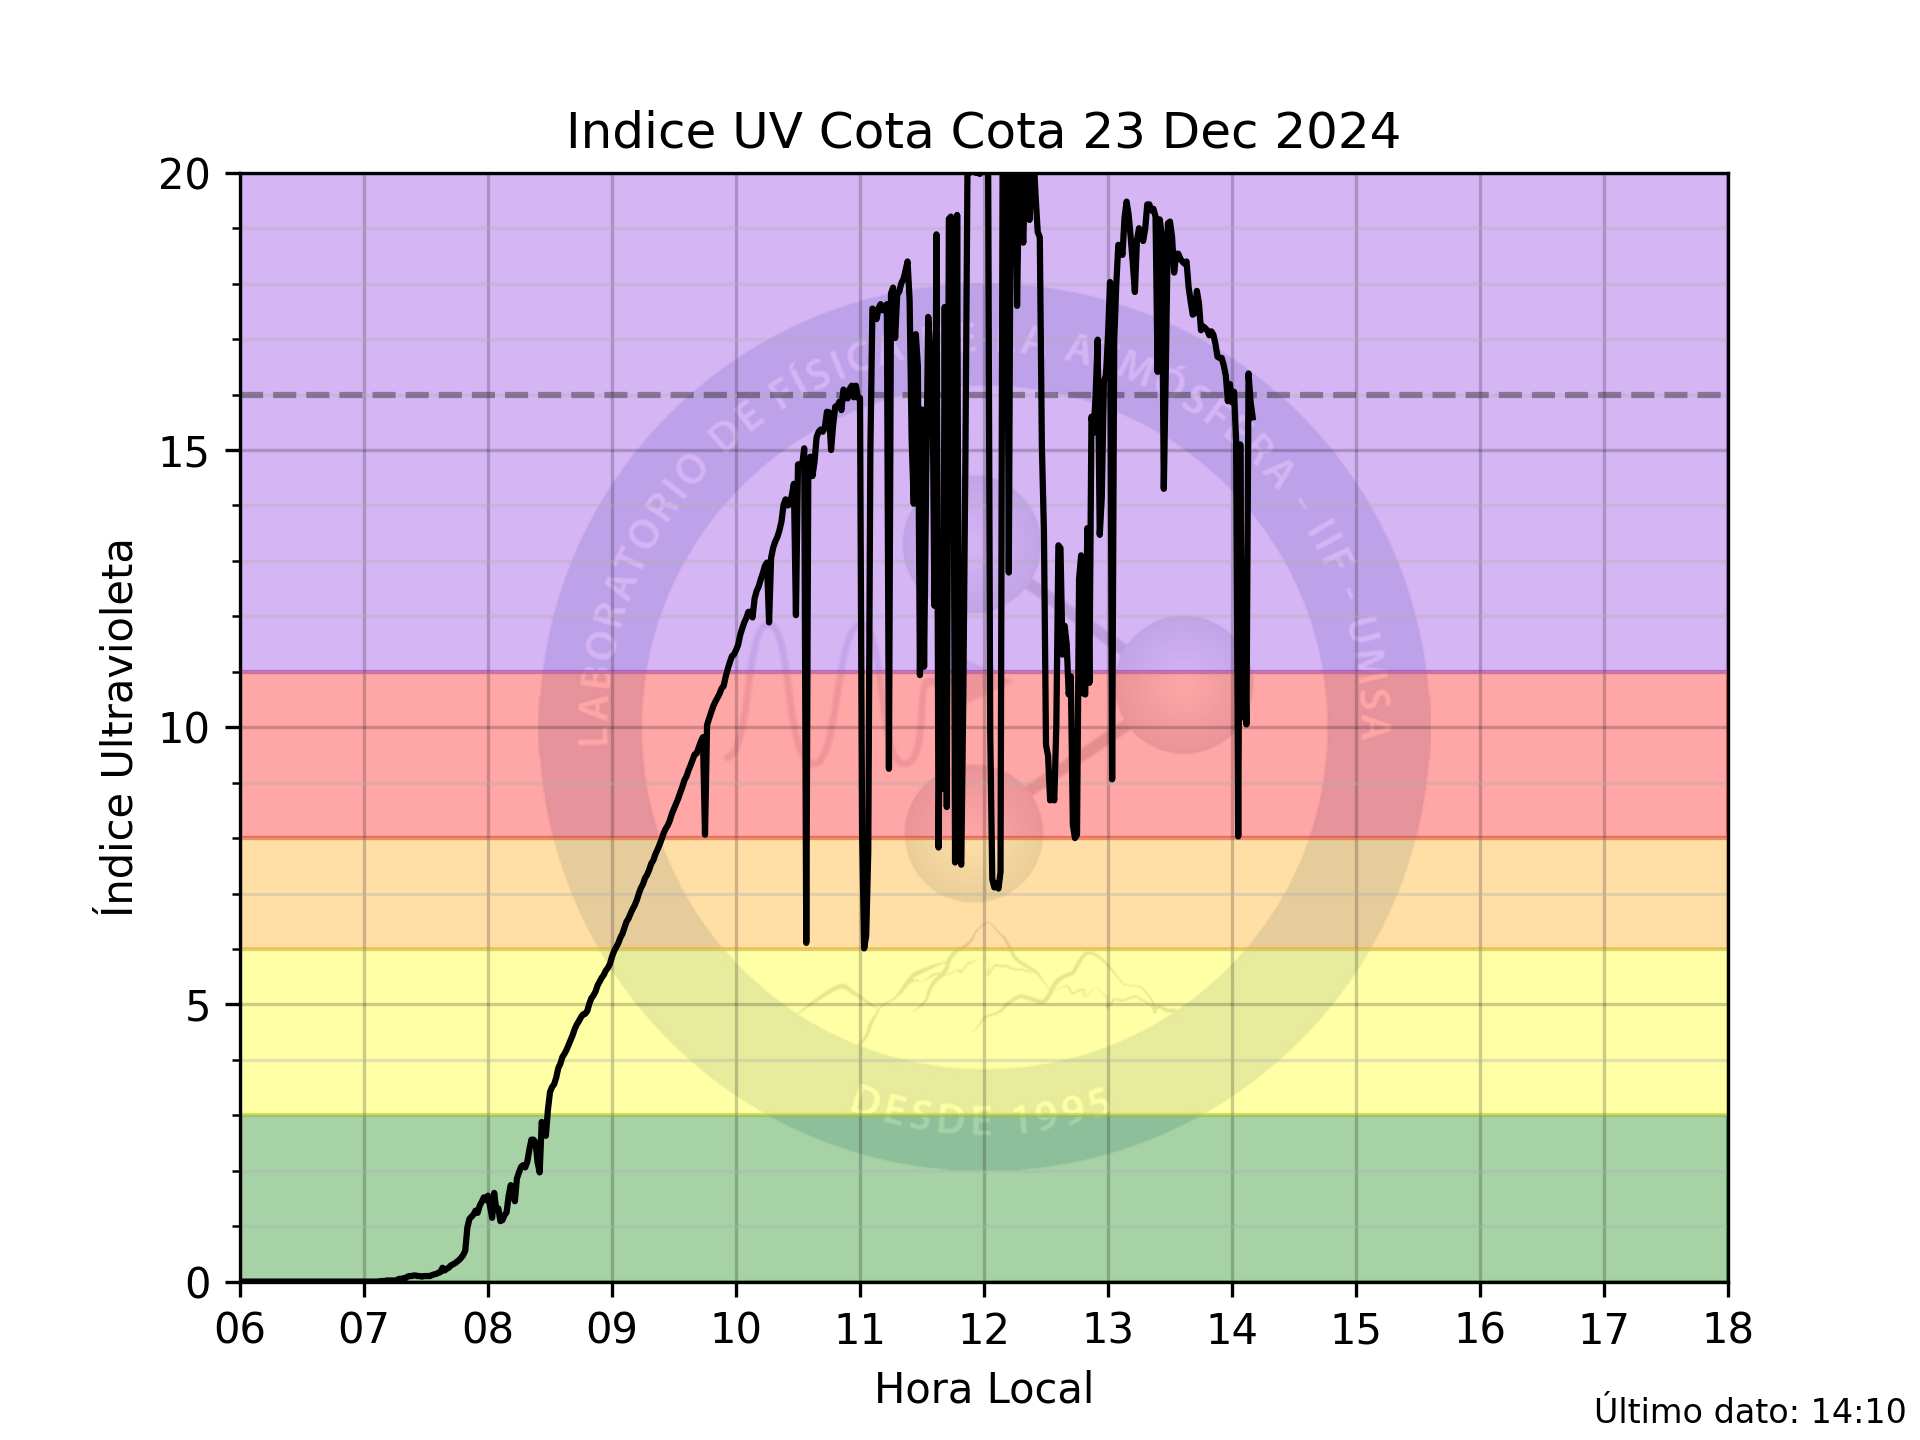 Indice UV Cota Cota 23 Dec 2024
20
15
10
5
0
Índice Ultravioleta
LABORATORIO DE FÍSICA DE LA ATMÓSFERA - IIF - UMSA
DESDE 1995
06 07 08 09 10 11 12 13 14 15 16 17 18
Hora Local
Último dato: 14:10